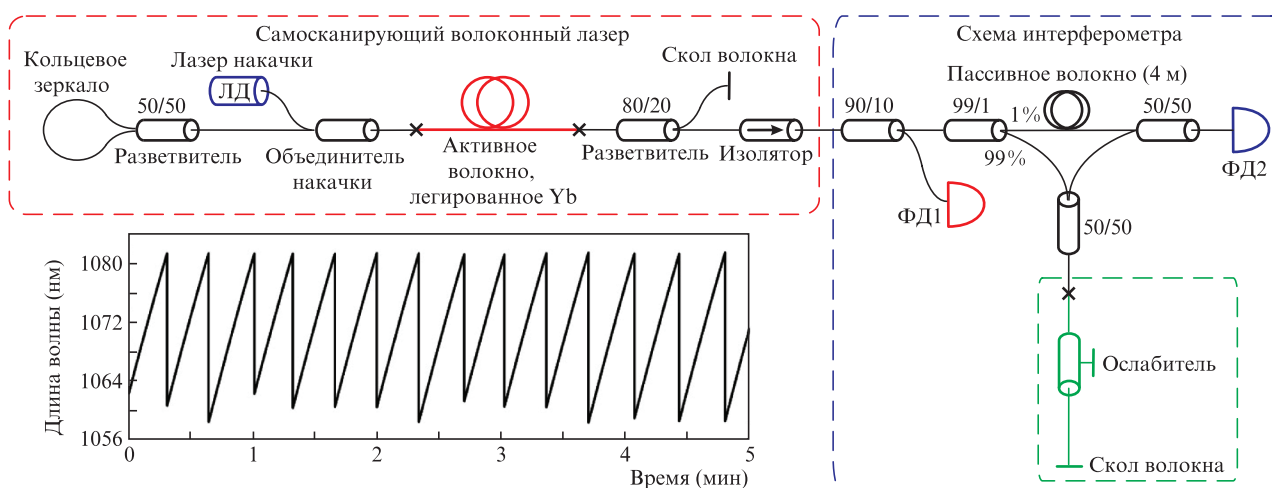 Самосканирующий волоконный лазер
Кольцевое
зеркало
Лазер накачки
ЛД
50/50
Разветвитель
Объединитель
накачки
Активное
волокно,
легированное Yb
Скол волокна
80/20
Разветвитель
Изолятор
Схема интерферометра
Пассивное волокно (4 м)
90/10
99/1
1%
99%
50/50
ФД1
ФД2
50/50
Ослабитель
Скол волокна
Длина волны (нм)
1080
1072
1064
1056
0
1
2
3
4
5
Время (мин)